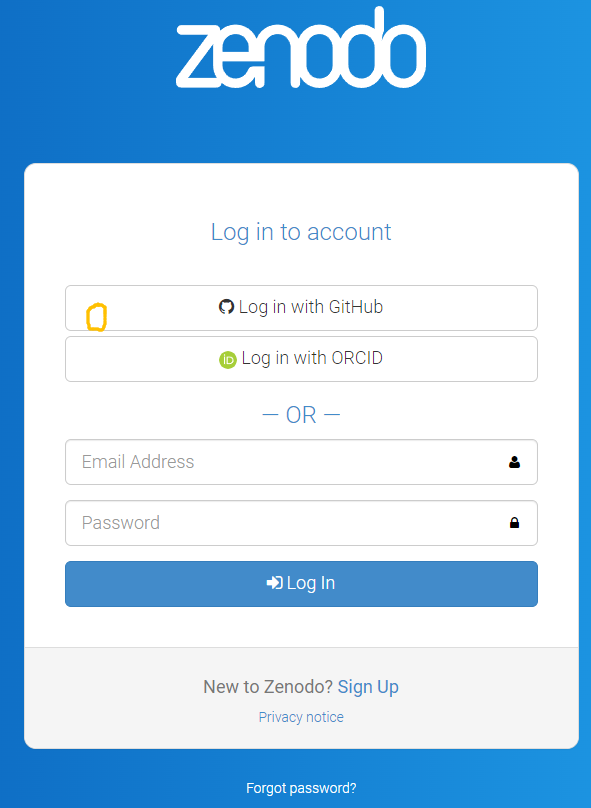 zenodo
Log in to account
Log in with GitHub
iD Log in with ORCID
— OR —
Email Address
Password
Log In
New to Zenodo? Sign Up
Privacy notice
Forgot password?